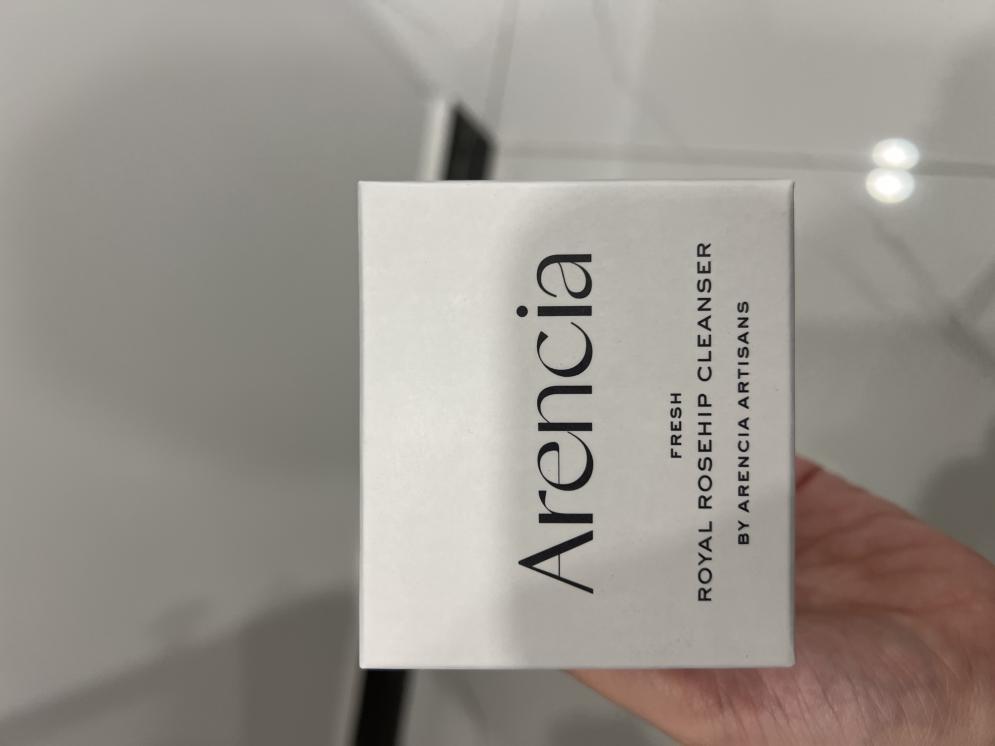 Arencia
FRESH
ROYAL ROSEHIP CLEANSER
BY ARENCIA ARTISANS